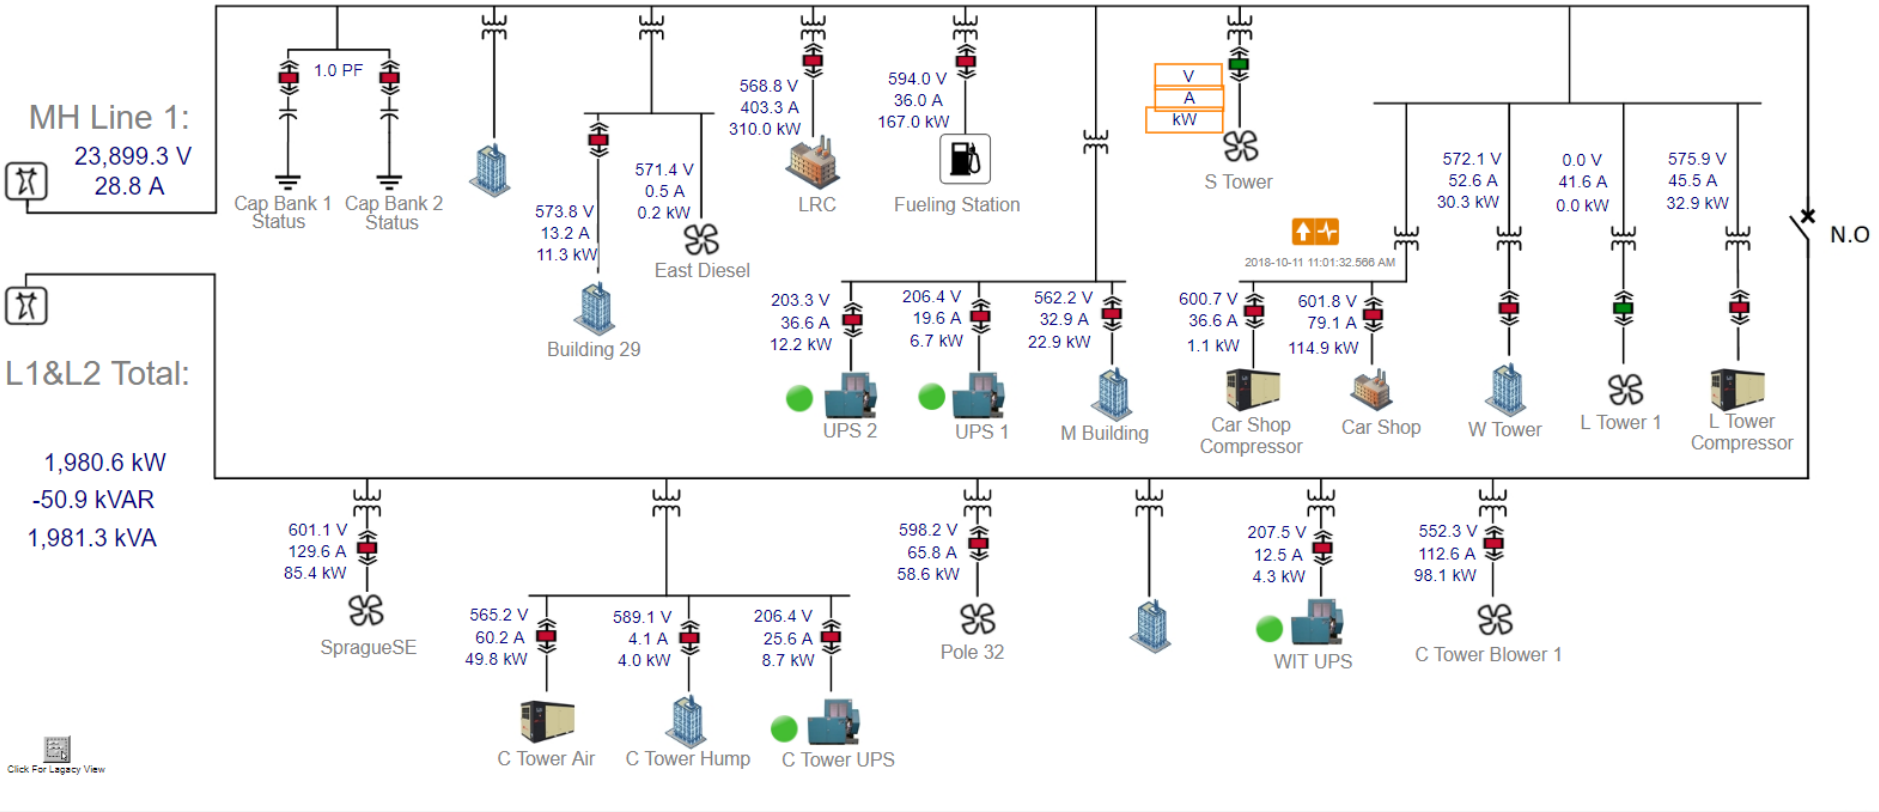 MH Line 1:
23,899.3 V
28.8 A
1.0 PF
Cap Bank 1
Status
Cap Bank 2
Status
573.8 V
13.2 A
11.3 kW
Building 29
571.4 V
0.5 A
0.2 kW
East Diesel
568.8 V
403.3 A
310.0 kW
LRC
594.0 V
36.0 A
167.0 kW
Fueling Station
V
A
kW
S Tower
203.3 V
36.6 A
12.2 kW
UPS 2
206.4 V
19.6 A
6.7 kW
UPS 1
562.2 V
32.9 A
22.9 kW
M Building
2018-10-11 11:01:32.566 AM
600.7 V
36.6 A
1.1 kW
Car Shop
Compressor
601.8 V
79.1 A
114.9 kW
Car Shop
572.1 V
52.6 A
30.3 kW
W Tower
0.0 V
41.6 A
0.0 kW
L Tower 1
575.9 V
45.5 A
32.9 kW
L Tower
Compressor
N.O
L1&L2 Total:
1,980.6 kW
-50.9 kVAR
1,981.3 kVA
601.1 V
129.6 A
85.4 kW
SpragueSE
565.2 V
60.2 A
49.8 kW
C Tower Air
589.1 V
4.1 A
4.0 kW
C Tower Hump
206.4 V
25.6 A
8.7 kW
C Tower UPS
598.2 V
65.8 A
58.6 kW
Pole 32
207.5 V
12.5 A
4.3 kW
WIT UPS
552.3 V
112.6 A
98.1 kW
C Tower Blower 1
Click For Lagacy View